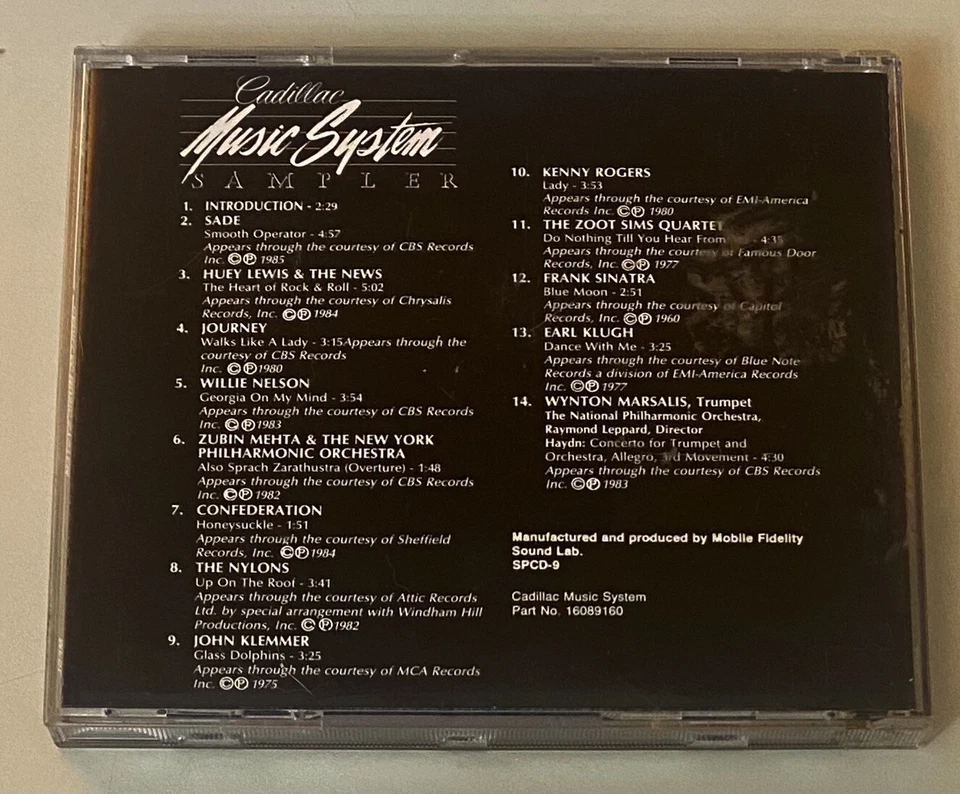 Cadillac
Music System
SAMPLER
1. INTRODUCTION - 2:29
2. SADE
Smooth Operator - 4:57
Appears through the courtesy of CBS Records
Inc. ©℗ 1985
3. HUEY LEWIS & THE NEWS
The Heart of Rock & Roll - 5:02
Appears through the courtesy of Chrysalis
Records, Inc. ©℗ 1984
4. JOURNEY
Walks Like A Lady - 3:15Appears through the
courtesy of CBS Records
Inc. ©℗1980
5. WILLIE NELSON
Georgia On My Mind - 3:54
Appears through the courtesy of CBS Records
Inc. ©℗1983
6. ZUBIN MEHTA & THE NEW YORK
PHILHARMONIC ORCHESTRA
Also Sprach Zarathustra (Overture) - 1:48
Appears through the courtesy of CBS Records
Inc. ©℗ 1982
7. CONFEDERATION
Honeysuckle - 1:51
Appears through the courtesy of Sheffield
Records, Inc. ©℗1984
8. THE NYLONS
Up On The Roof - 3:41
Appears through the courtesy of Attic Records
Ltd. by special arrangement with Windham Hill
Productions, Inc. © ℗1982
9. JOHN KLEMMER
Glass Dolphins - 3:25
Appears through the courtesy of MCA Records
Inc. ©℗ 1975
10. KENNY ROGERS
Lady - 3:53
Appears through the courtesy of EMI-America
Records Inc. ©℗ 1980
11. THE ZOOT SIMS QUARTET
Do Nothing Till You Hear From - 4:35
Appears through the courtesy of Famous Door
Records, Inc. ©℗ 1977
12. FRANK SINATRA
Blue Moon - 2:51
Appears through the courtesy of Capitol
Records, Inc. ©℗ 1960
13. EARL KLUGH
Dance With Me - 3:25
Appears through the courtesy of Blue Note
Records a division of EMI-America Records
Inc. ©℗ 1977
14. WYNTON MARSALIS, Trumpet
The National Philharmonic Orchestra,
Raymond Leppard, Director
Haydn: Concerto for Trumpet and
Orchestra, Allegro, 3rd Movement - 4:30
Appears through the courtesy of CBS Records
Inc. ©℗ 1983
Manufactured and produced by Mobile Fidelity
Sound Lab.
SPCD-9
Cadillac Music System
Part No. 16089160